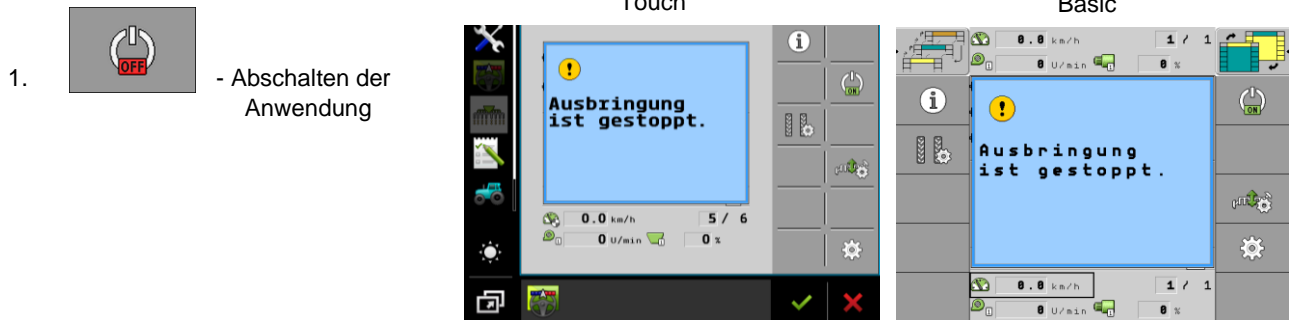 Touch
Basic
1.
OFF
- Abschalten der
Anwendung
i
ON
Ausbringung
ist gestoppt.
0.0 km/h
5 / 6
0 U/min
0 %
0.0 km/h
1 / 1
0 U/min
0 %
i
ON
Ausbringung
ist gestoppt.
0.0 km/h
1 / 1
0 U/min
0 %